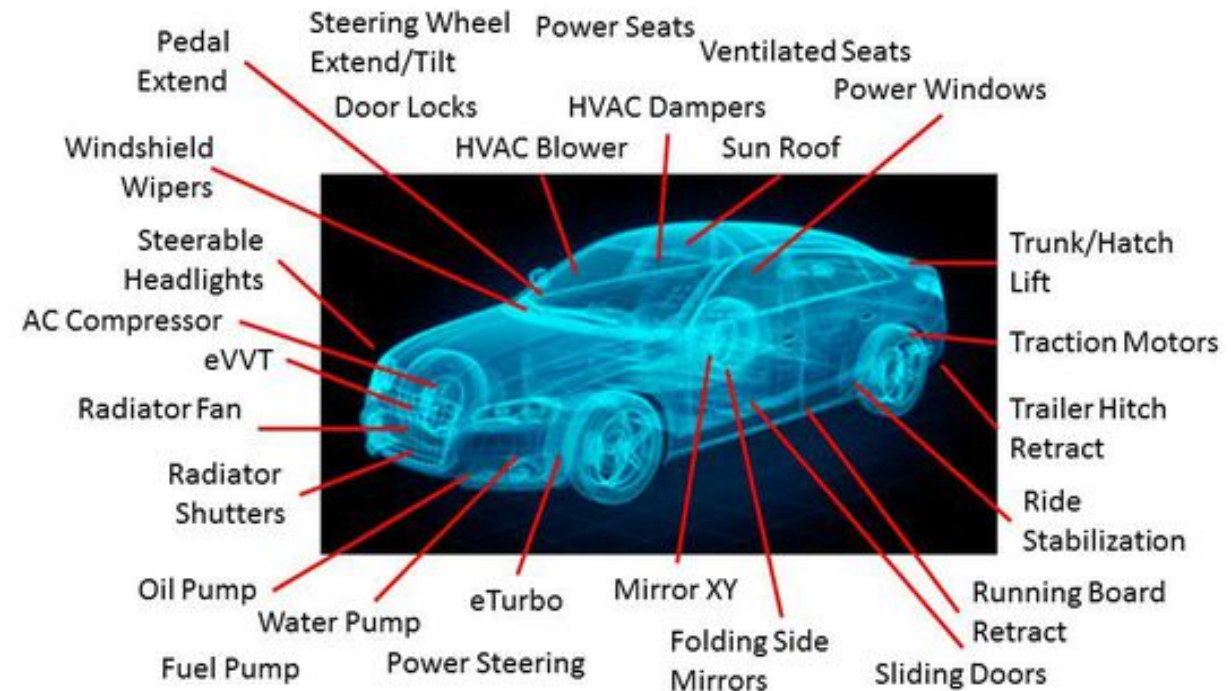 Pedal
Extend
Steering Wheel
Extend/Tilt
Power Seats
Ventilated Seats
Door Locks
HVAC Dampers
Power Windows
Windshield
Wipers
HVAC Blower
Sun Roof
Steerable
Headlights
Trunk/Hatch
Lift
AC Compressor
eVVT
Traction Motors
Radiator Fan
Trailer Hitch
Retract
Radiator
Shutters
Ride
Stabilization
Oil Pump
Water Pump
eTurbo
Mirror XY
Running Board
Retract
Fuel Pump
Power Steering
Folding Side
Mirrors
Sliding Doors